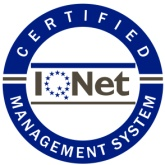 CERTIFIED
IQNet
MANAGEMENT SYSTEM